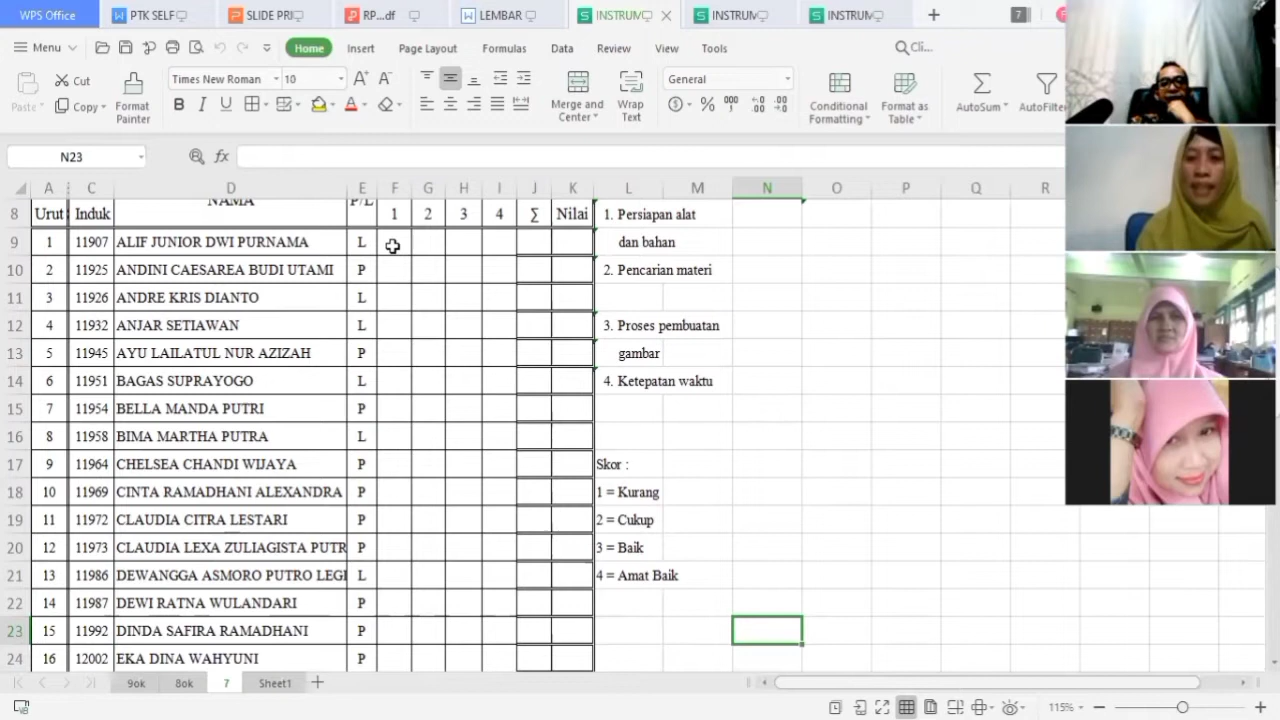 WPS Office PTK SELF SLIDE PRI RP...df LEMBAR INSTRUM INSTRUM INSTRUM 7
Menu Home Insert Page Layout Formulas Data Review View Tools Cli...
Paste Cut Copy Format Painter Times New Roman 10 Merge and Center Wrap Text General Conditional Formatting Format as Table AutoSum AutoFilter
N23 fx
A C D E F G H I J K L M N O P Q R
NAMA P/L
8 Urut Induk 1 2 3 4 ∑ Nilai 1. Persiapan alat
9 1 11907 ALIF JUNIOR DWI PURNAMA L dan bahan
10 2 11925 ANDINI CAESAREA BUDI UTAMI P 2. Pencarian materi
11 3 11926 ANDRE KRIS DIANTO L
12 4 11932 ANJAR SETIAWAN L 3. Proses pembuatan
13 5 11945 AYU LAILATUL NUR AZIZAH P gambar
14 6 11951 BAGAS SUPRAYOGO L 4. Ketepatan waktu
15 7 11954 BELLA MANDA PUTRI P
16 8 11958 BIMA MARTHA PUTRA L
17 9 11964 CHELSEA CHANDI WIJAYA P Skor :
18 10 11969 CINTA RAMADHANI ALEXANDRA P 1 = Kurang
19 11 11972 CLAUDIA CITRA LESTARI P 2 = Cukup
20 12 11973 CLAUDIA LEXA ZULIAGISTA PUTR P 3 = Baik
21 13 11986 DEWANGGA ASMORO PUTRO LEGI L 4 = Amat Baik
22 14 11987 DEWI RATNA WULANDARI P
23 15 11992 DINDA SAFIRA RAMADHANI P
24 16 12002 EKA DINA WAHYUNI P
9ok 8ok 7 Sheet1
115%